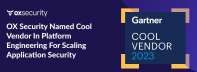 OX SECURITY
OX Security Named Cool
Vendor In Platform
Engineering For Scaling
Application Security
Gartner
COOL
VENDOR
2023